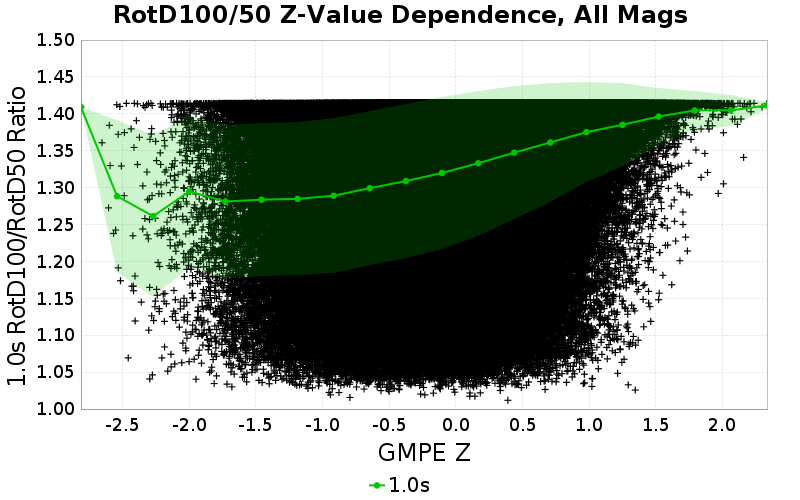 RotD100/50 Z-Value Dependence, All Mags
1.0s RotD100/RotD50 Ratio
1.50
1.45
1.40
1.35
1.30
1.25
1.20
1.15
1.10
1.05
1.00
-2.5 -2.0 -1.5 -1.0 -0.5 0.0 0.5 1.0 1.5 2.0
GMPE Z
1.0s